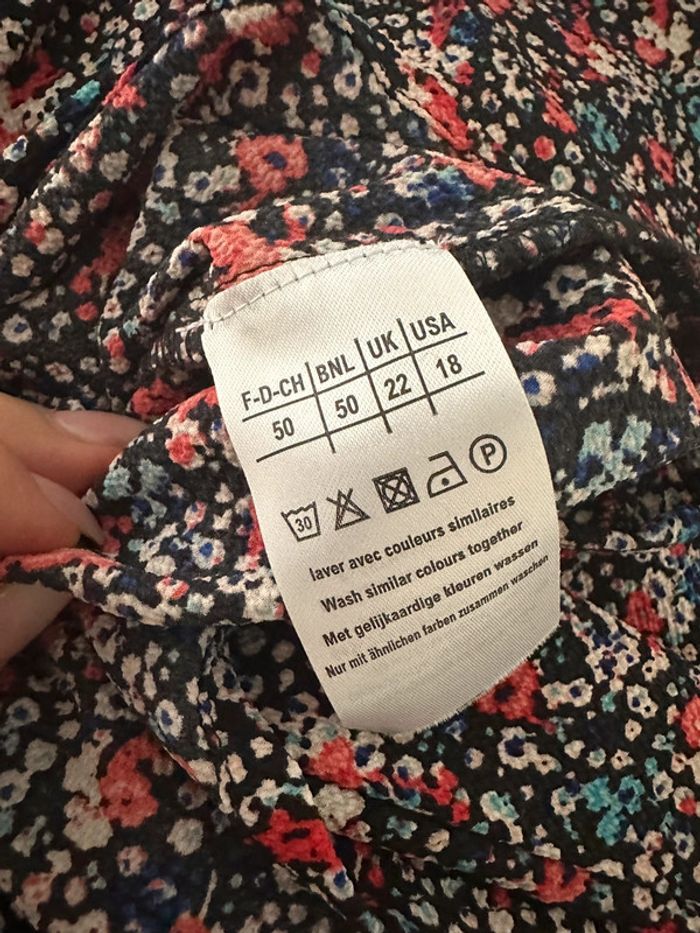 F-D-CH BNL UK USA
50 50 22 18
30 P
laver avec couleurs similaires
Wash similar colours together
Met gelijkaardige kleuren wassen
Nur mit ähnlichen farben zusammen waschen